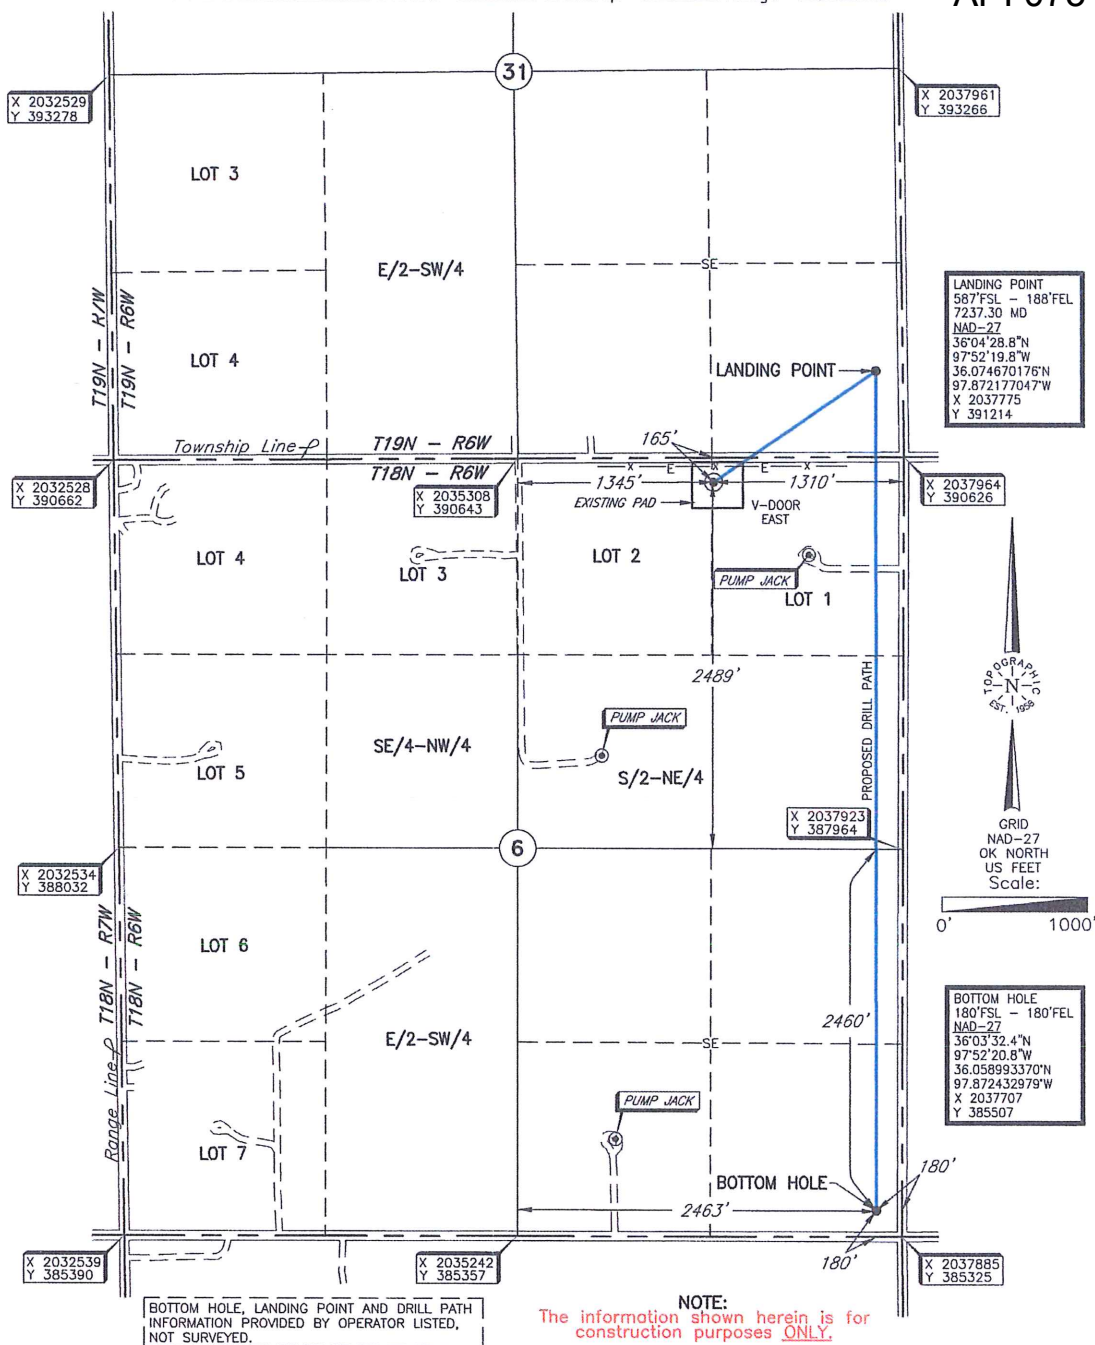 31
X 2032529
Y 393278
X 2037961
Y 393266
LOT 3
E/2-SW/4
SE
T19N - R7W
T19N - R6W
LOT 4
LANDING POINT
LANDING POINT
587'FSL - 188'FEL
7237.30 MD
NAD-27
36°04'28.8"N
97°52'19.8"W
36.074670176°N
97.872177047°W
X 2037775
Y 391214
Township Line
T19N - R6W
T18N - R6W
165'
X E X E X
1345'
1310'
X 2032528
Y 390662
X 2035308
Y 390643
X 2037964
Y 390626
EXISTING PAD
V-DOOR
EAST
LOT 4
LOT 3
LOT 2
PUMP JACK
LOT 1
2489'
PROPOSED DRILL PATH
TOPOGRAPHIC
N
EST. 1958
PUMP JACK
SE/4-NW/4
LOT 5
S/2-NE/4
X 2037923
Y 387964
GRID
NAD-27
OK NORTH
US FEET
Scale:
0' 1000'
6
X 2032534
Y 388032
T18N - R7W
T18N - R6W
LOT 6
2460'
E/2-SW/4
SE
BOTTOM HOLE
180'FSL - 180'FEL
NAD-27
36°03'32.4"N
97°52'20.8"W
36.058993370°N
97.872432979°W
X 2037707
Y 385507
Range Line
PUMP JACK
LOT 7
BOTTOM HOLE
180'
2463'
180'
X 2032539
Y 385390
X 2035242
Y 385357
X 2037885
Y 385325
BOTTOM HOLE, LANDING POINT AND DRILL PATH
INFORMATION PROVIDED BY OPERATOR LISTED,
NOT SURVEYED.
NOTE:
The information shown herein is for
construction purposes ONLY.